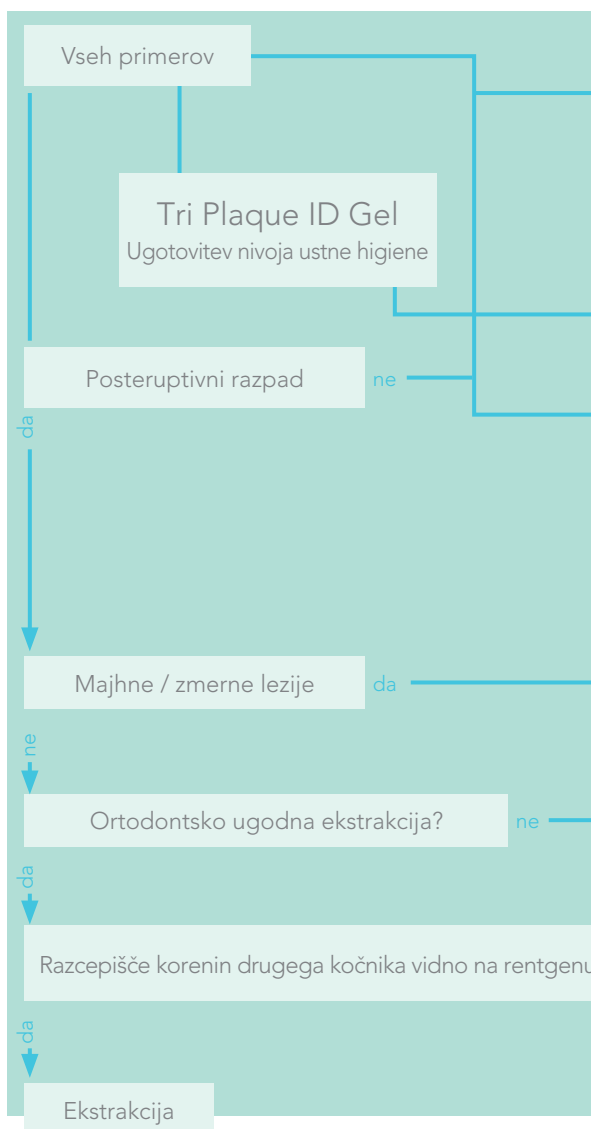 Vseh primerov
Tri Plaque ID Gel
Ugotovitev nivoja ustne higiene
Posteruptivni razpad
ne
da
Majhne / zmerne lezije
da
ne
Ortodontsko ugodna ekstrakcija?
ne
da
Razcepišče korenin drugega kočnika vidno na rentgenu
da
Ekstrakcija